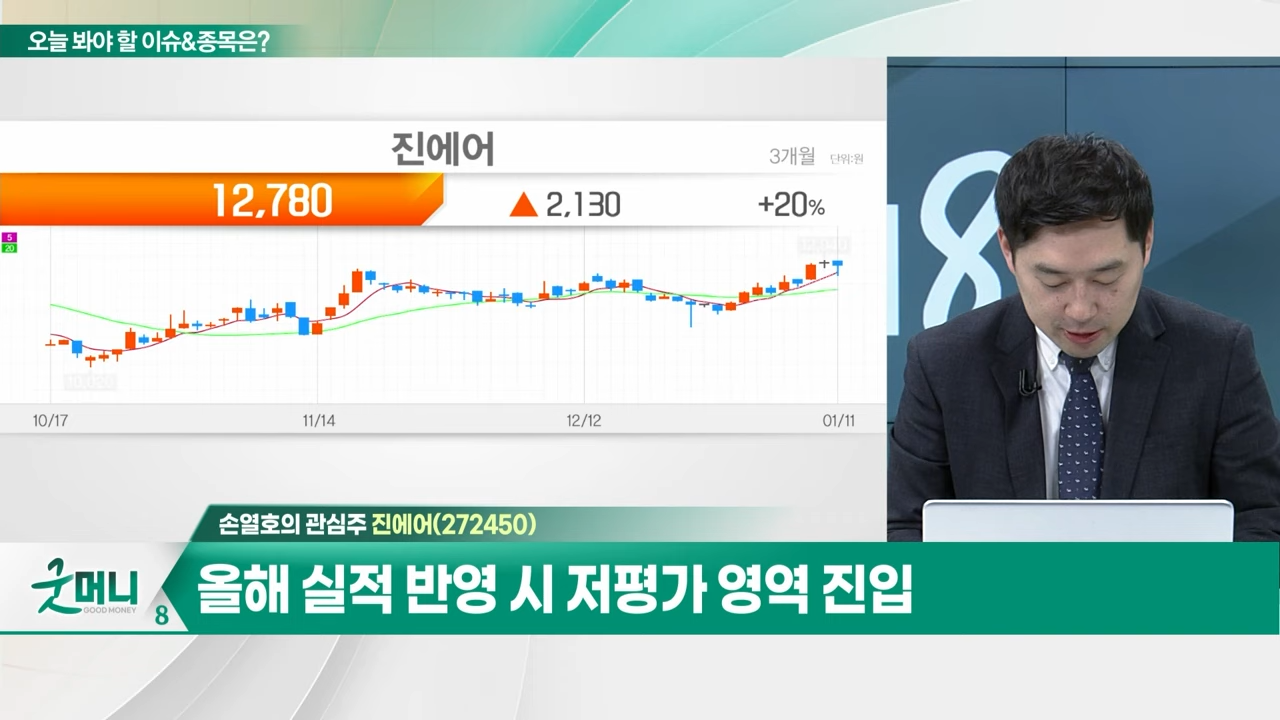 오늘 봐야 할 이슈&종목은?
진에어
3개월 단위:원
12,780 ▲ 2,130 +20%
5
20
10/17 11/14 12/12 01/11
손열호의 관심주 진에어(272450)
올해 실적 반영 시 저평가 영역 진입
굿머니
GOOD MONEY
8
8